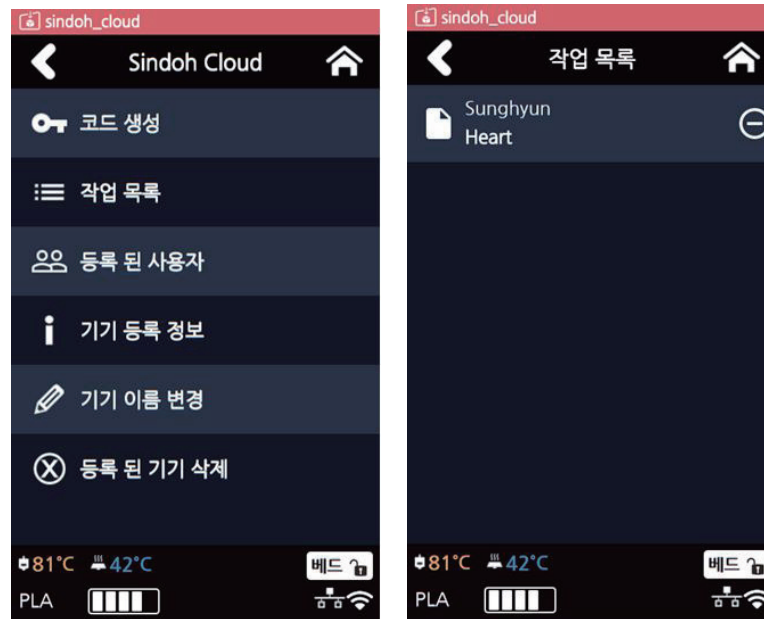 sindoh_cloud
Sindoh Cloud
코드 생성
작업 목록
등록 된 사용자
기기 등록 정보
기기 이름 변경
등록 된 기기 삭제
81°C 42°C
베드
PLA
sindoh_cloud
작업 목록
Sunghyun
Heart
81°C 42°C
베드
PLA